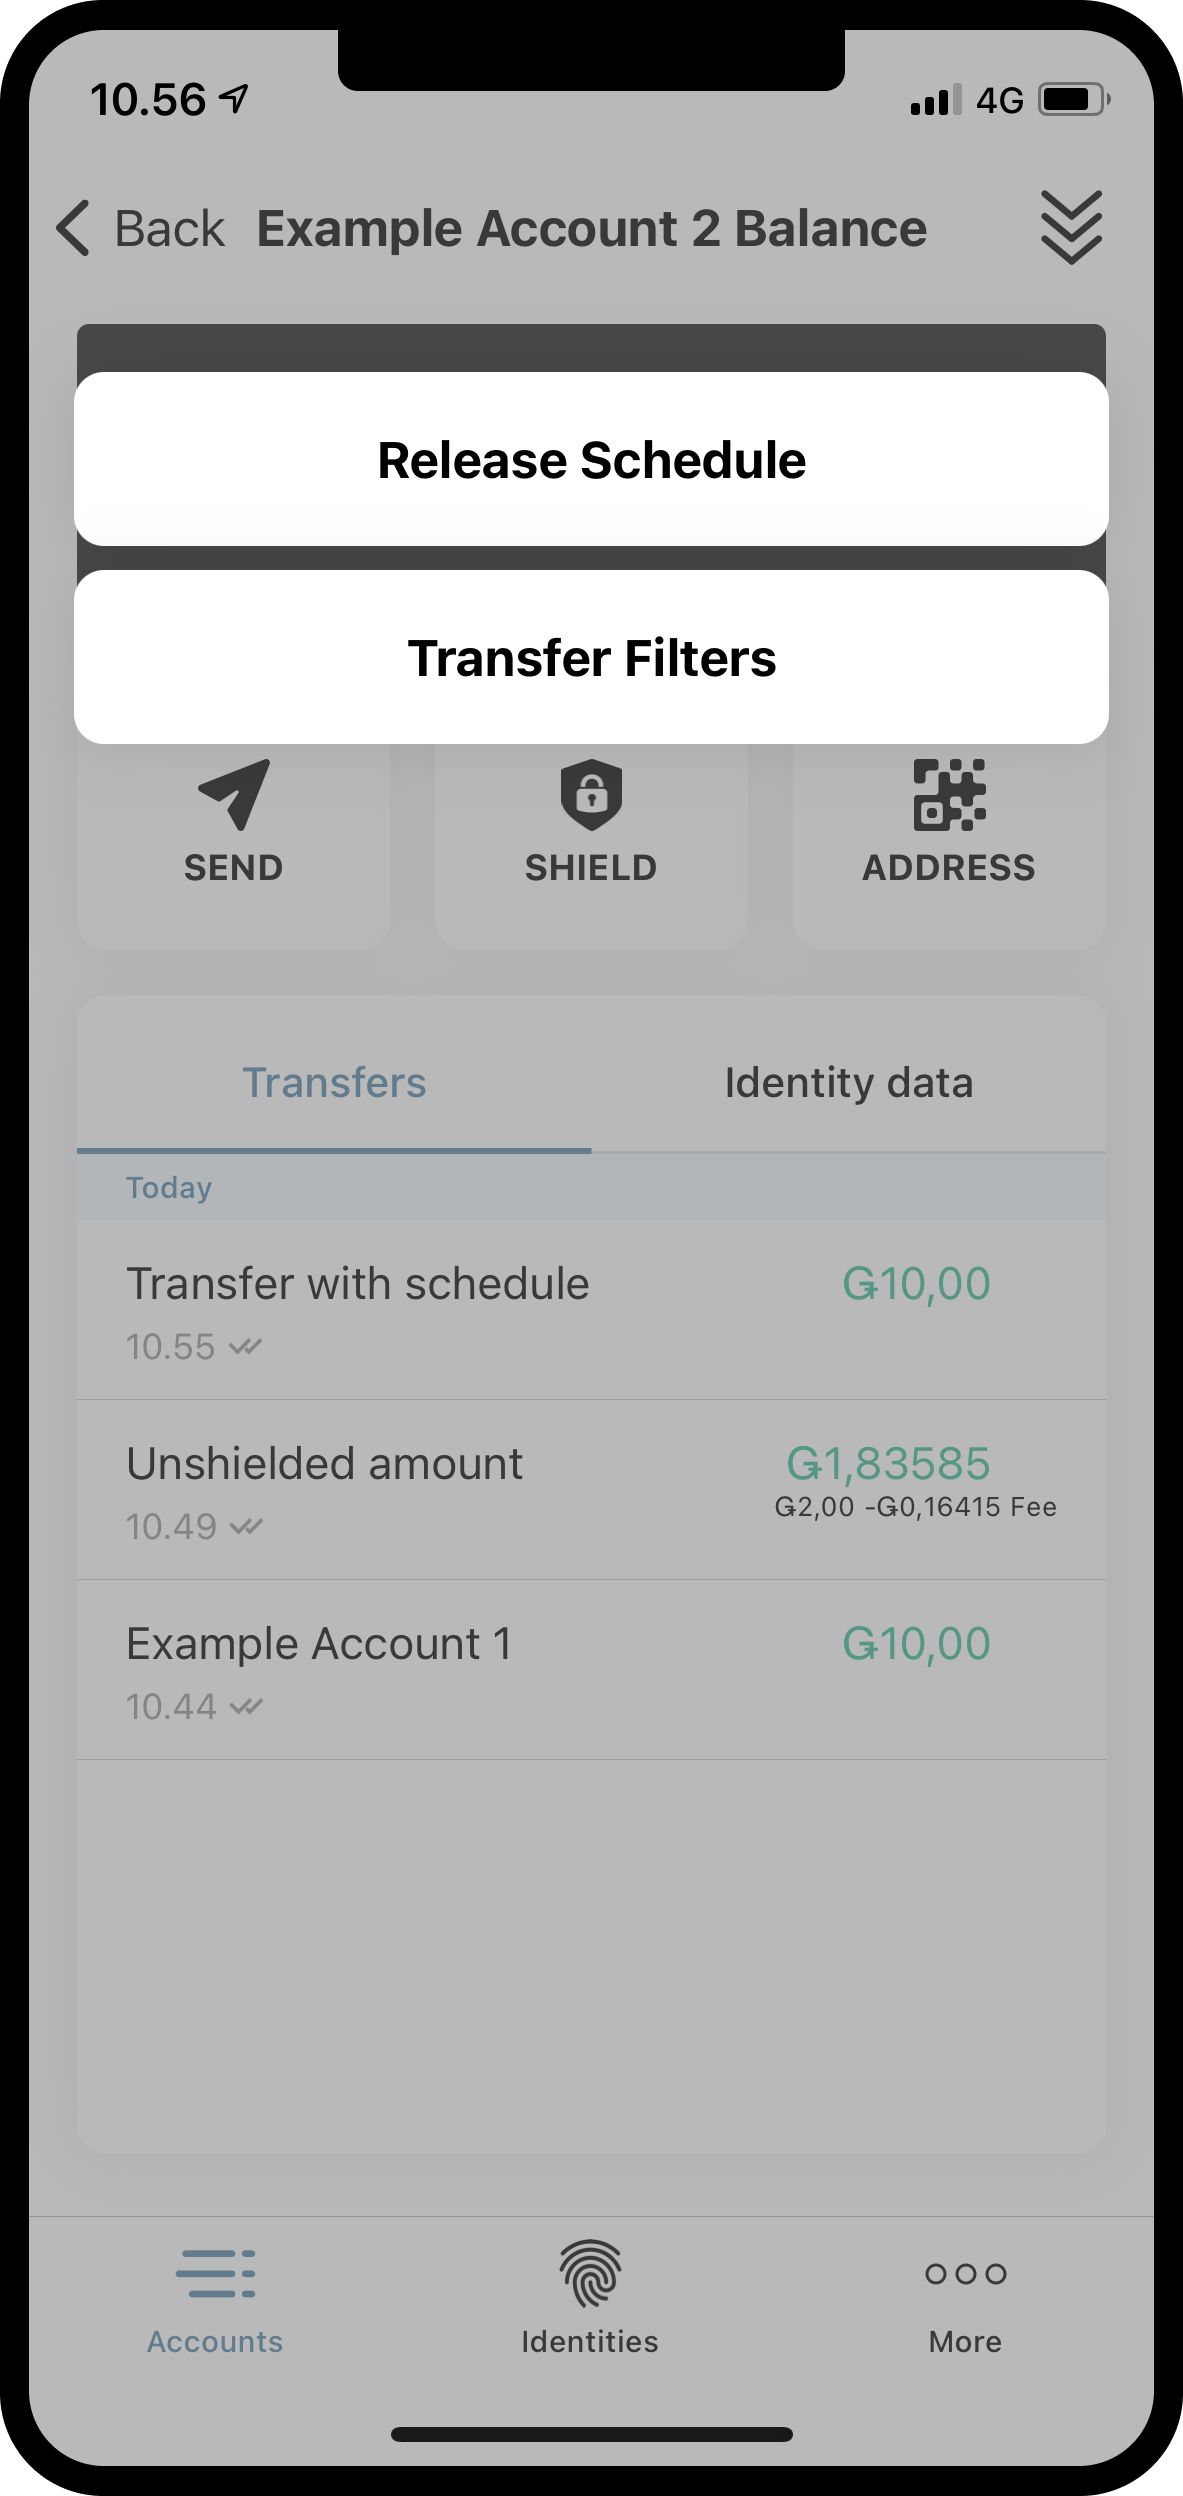 10.56
4G
Back Example Account 2 Balance
Release Schedule
Transfer Filters
SEND SHIELD ADDRESS
Transfers Identity data
Today
Transfer with schedule Ǥ10,00
10.55
Unshielded amount Ǥ1,83585
Ǥ2,00 -Ǥ0,16415 Fee
10.49
Example Account 1 Ǥ10,00
10.44
Accounts Identities More